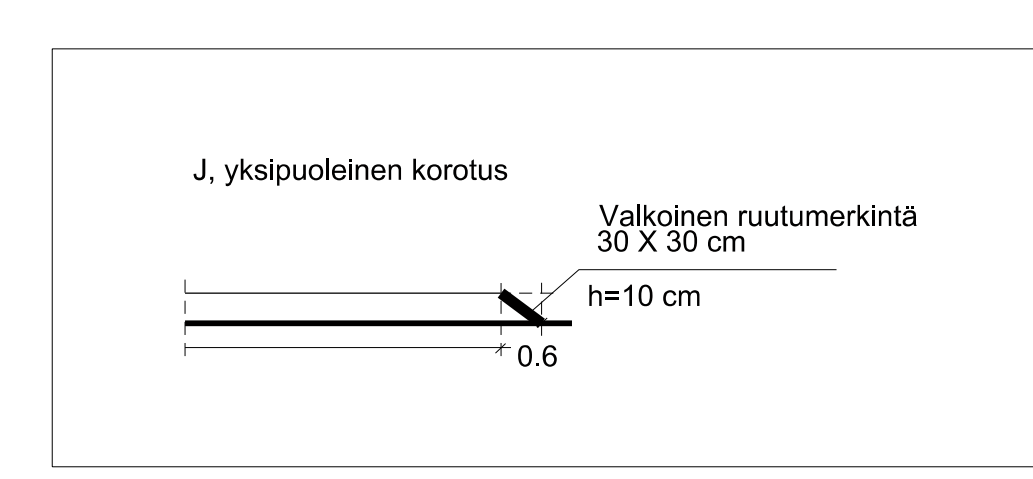 J, yksipuoleinen korotus
Valkoinen ruutumerkintä
30 X 30 cm
h=10 cm
0.6